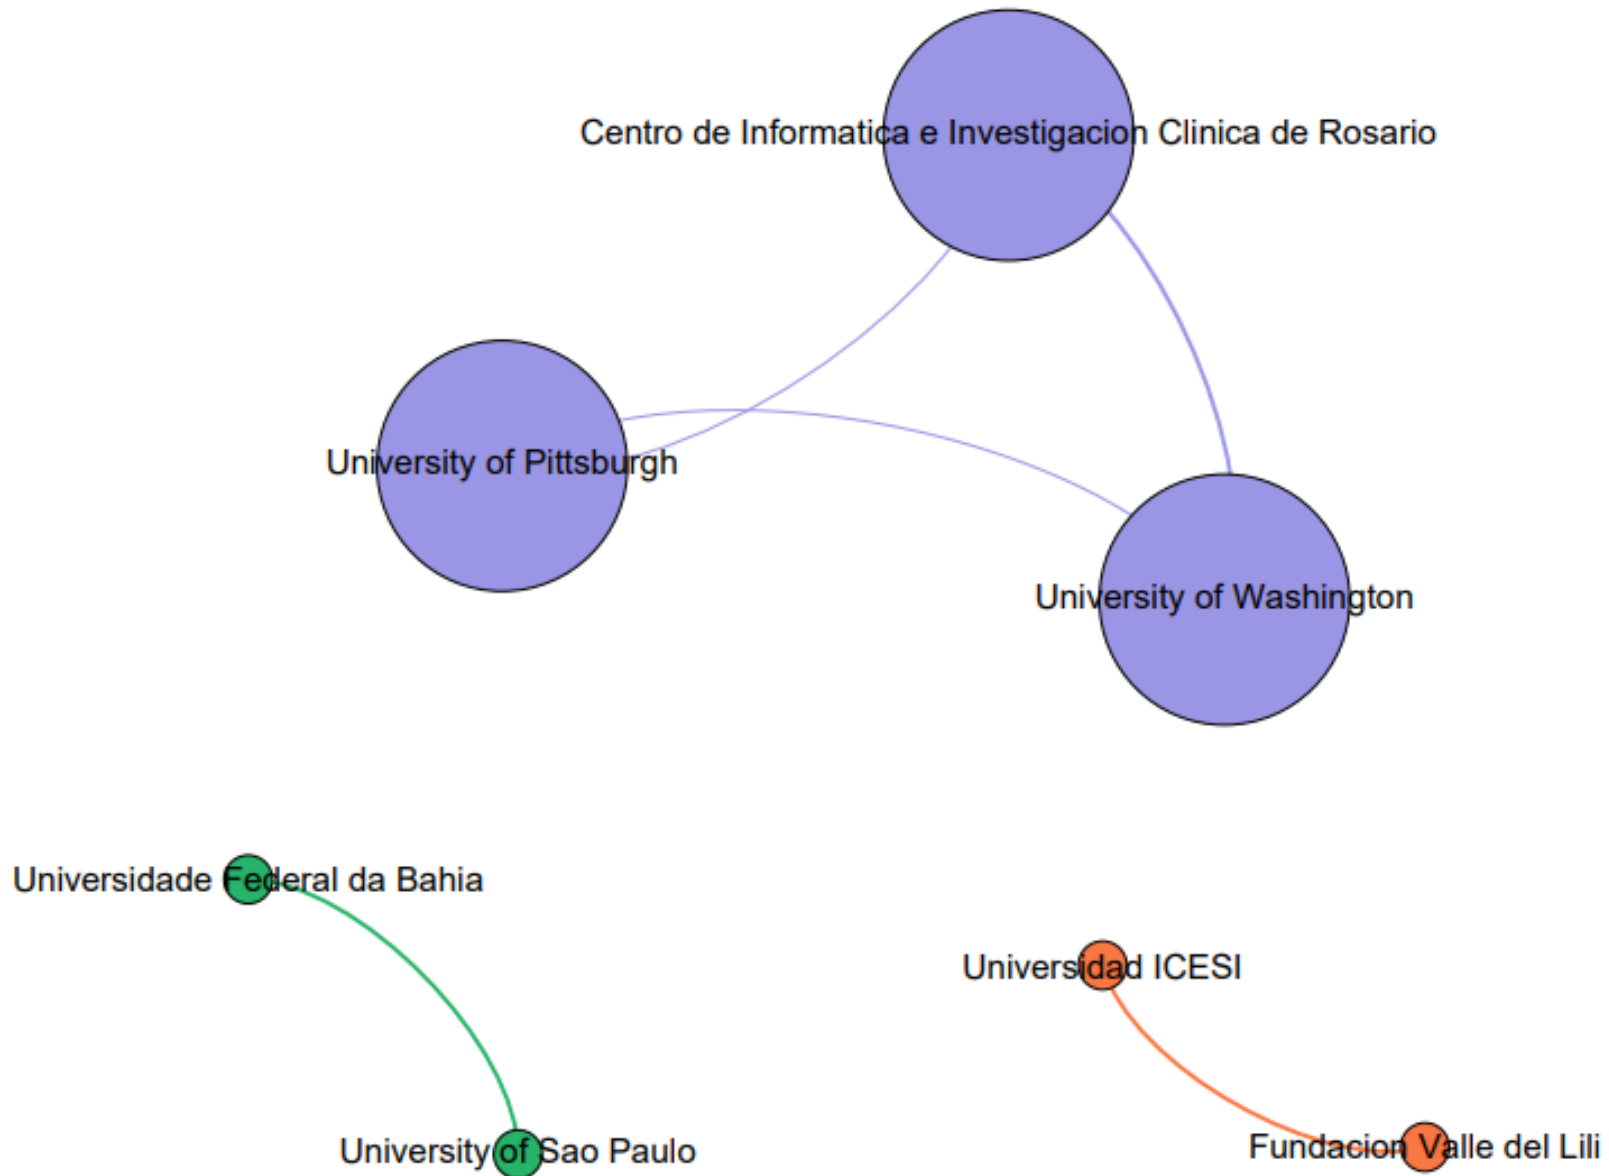 Centro de Informatica e Investigacion Clinica de Rosario
University of Pittsburgh
University of Washington
Universidade Federal da Bahia
Universidad ICESI
University of Sao Paulo
Fundacion Valle del Lili